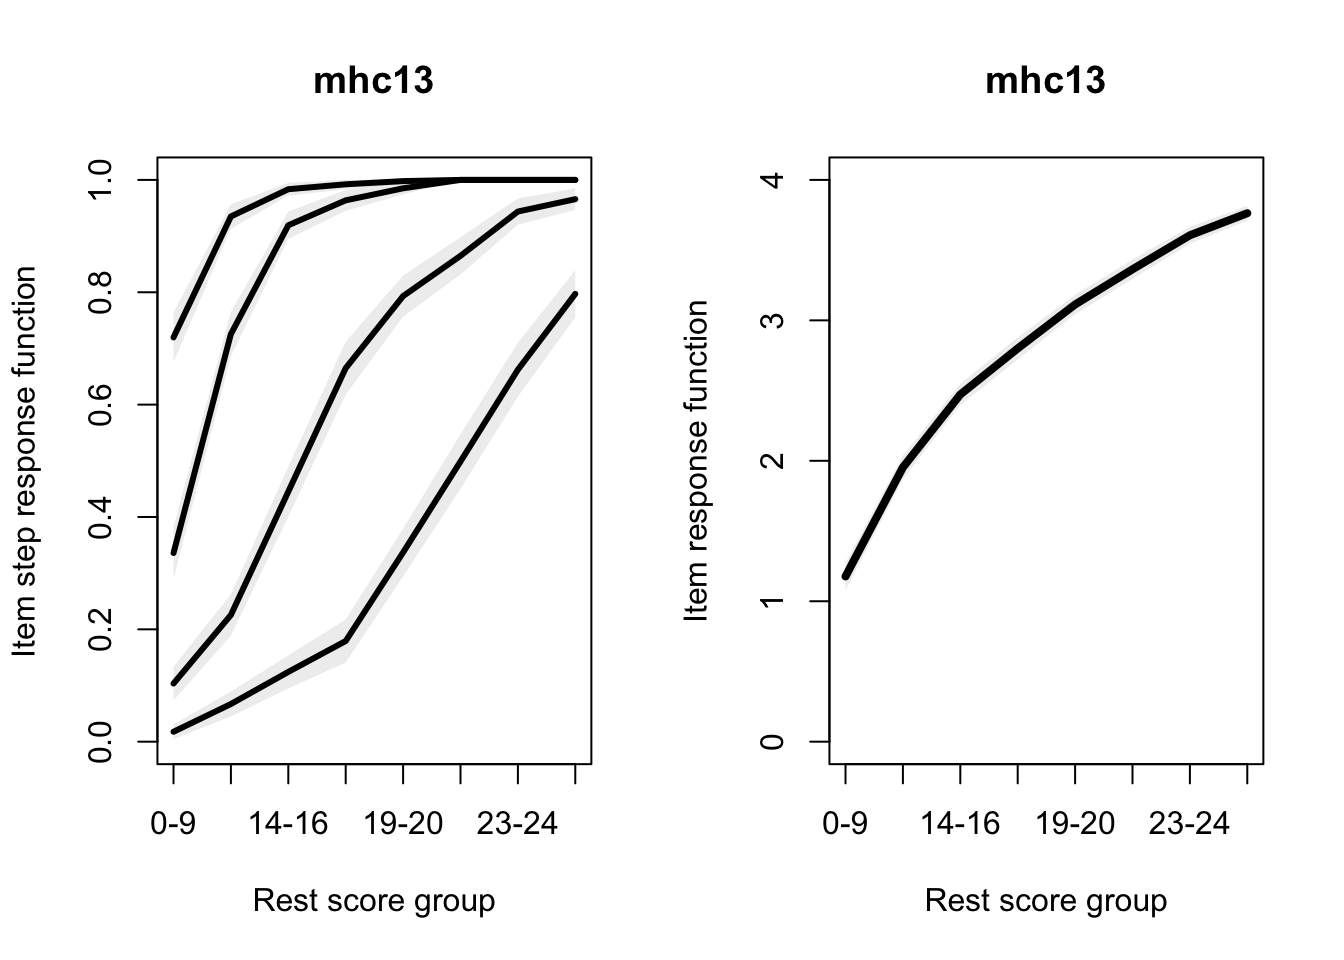 mhc13
Item step response function
1.0
0.8
0.6
0.4
0.2
0.0
0-9 14-16 19-20 23-24
Rest score group
mhc13
Item response function
4
3
2
1
0
0-9 14-16 19-20 23-24
Rest score group